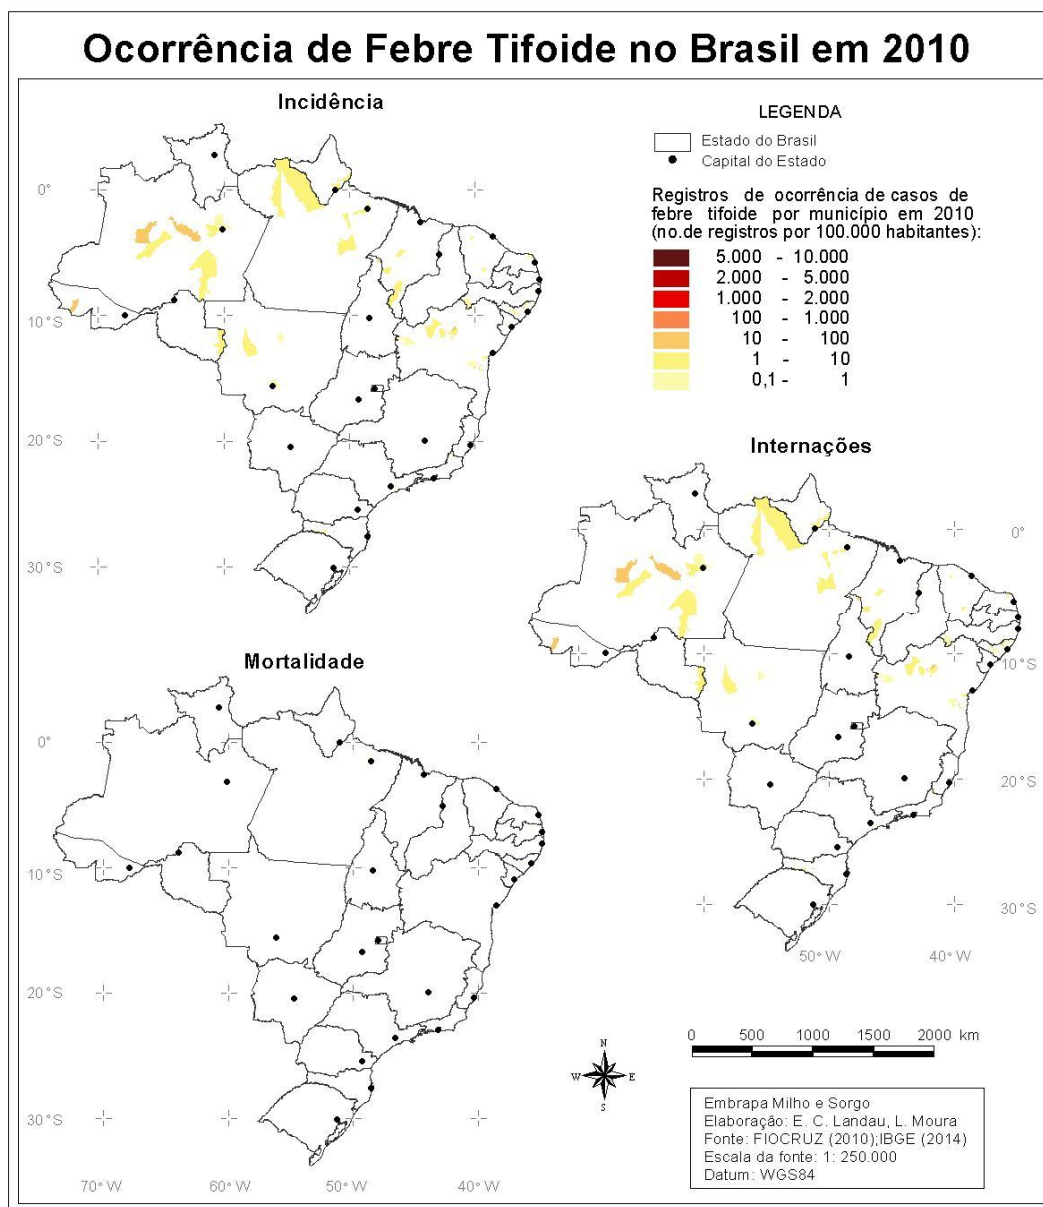 Ocorrência de Febre Tifoide no Brasil em 2010
Incidência
0°
10°S
20°S
30°S
LEGENDA
Estado do Brasil
Capital do Estado
Registros de ocorrência de casos de
febre tifoide por município em 2010
(no.de registros por 100.000 habitantes):
5.000 - 10.000
2.000 - 5.000
1.000 - 2.000
100 - 1.000
10 - 100
1 - 10
0,1 - 1
Internações
0°
10°S
20°S
30°S
50°W 40°W
Mortalidade
0°
10°S
20°S
30°S
70°W 60°W 50°W 40°W
N
W E
S
0 500 1000 1500 2000 km
Embrapa Milho e Sorgo
Elaboração: E. C. Landau, L. Moura
Fonte: FIOCRUZ (2010);IBGE (2014)
Escala da fonte: 1: 250.000
Datum: WGS84